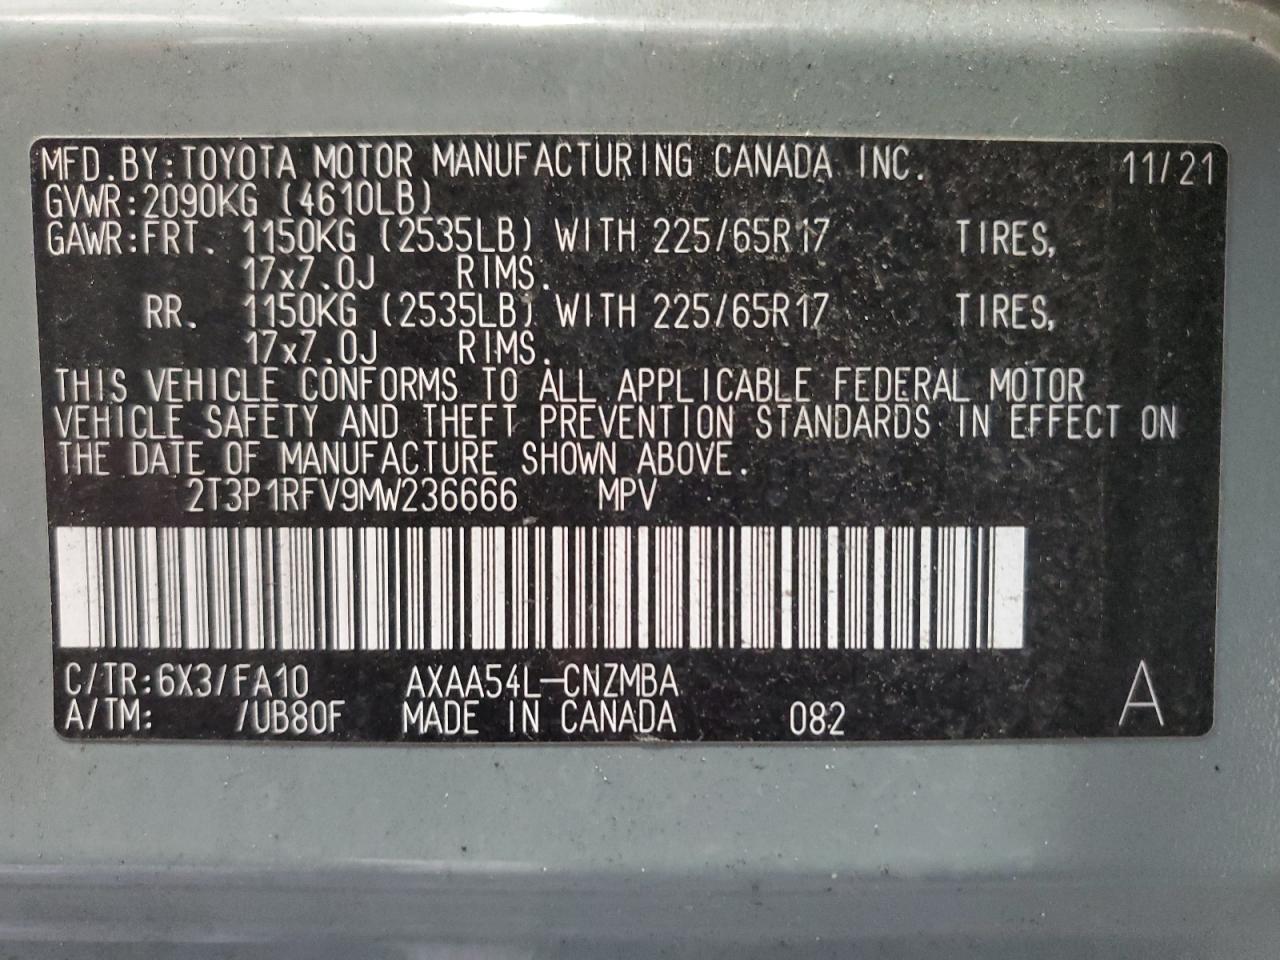 MFD.BY:TOYOTA MOTOR MANUFACTURING CANADA INC. 11/21
GVWR:2090KG (4610LB)
GAWR:FRT. 1150KG (2535LB) WITH 225/65R17 TIRES,
17x7.0J RIMS.
RR. 1150KG (2535LB) WITH 225/65R17 TIRES,
17x7.0J RIMS.
THIS VEHICLE CONFORMS TO ALL APPLICABLE FEDERAL MOTOR
VEHICLE SAFETY AND THEFT PREVENTION STANDARDS IN EFFECT ON
THE DATE OF MANUFACTURE SHOWN ABOVE.
2T3P1RFV9MW236666 MPV
C/TR:6X3/FA10 AXAA54L-CNZMBA A
A/TM: /UB80F MADE IN CANADA 082